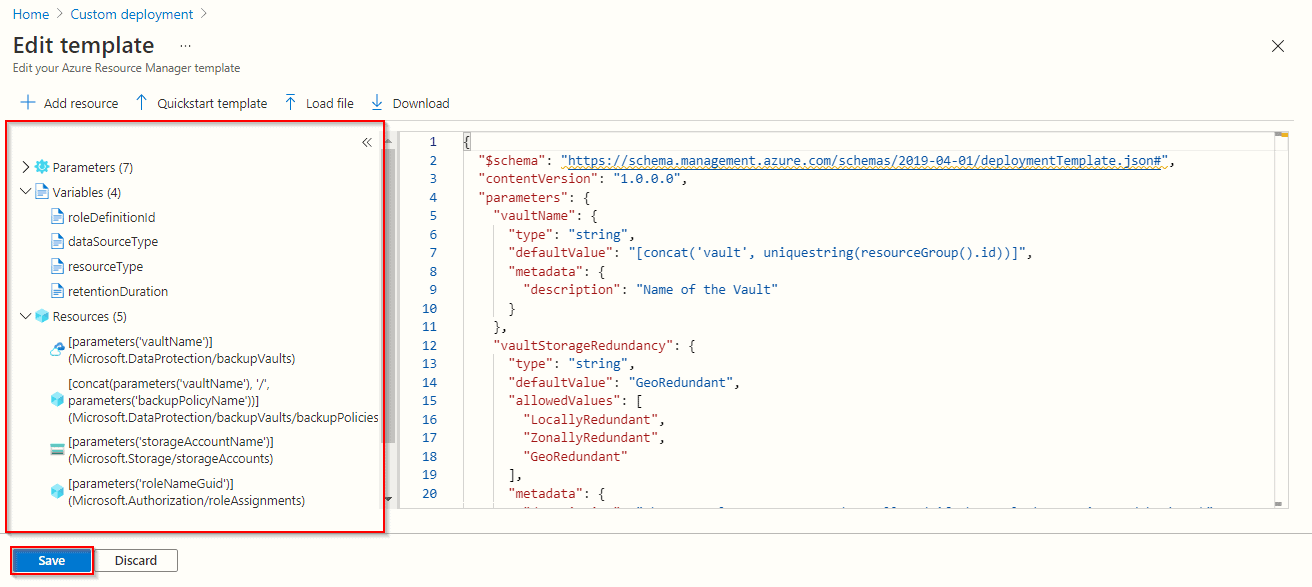 Home > Custom deployment >
Edit template ...
Edit your Azure Resource Manager template
Add resource Quickstart template Load file Download
Parameters (7)
Variables (4)
roleDefinitionId
dataSourceType
resourceType
retentionDuration
Resources (5)
[parameters('vaultName')]
(Microsoft.DataProtection/backupVaults)
[concat(parameters('vaultName'), '/',
parameters('backupPolicyName'))]
(Microsoft.DataProtection/backupVaults/backupPolicies
[parameters('storageAccountName')]
(Microsoft.Storage/storageAccounts)
[parameters('roleNameGuid')]
(Microsoft.Authorization/roleAssignments)
1 {
2 "$schema": "https://schema.management.azure.com/schemas/2019-04-01/deploymentTemplate.json#",
3 "contentVersion": "1.0.0.0",
4 "parameters": {
5 "vaultName": {
6 "type": "string",
7 "defaultValue": "[concat('vault', uniquestring(resourceGroup().id))]",
8 "metadata": {
9 "description": "Name of the Vault"
10 }
11 },
12 "vaultStorageRedundancy": {
13 "type": "string",
14 "defaultValue": "GeoRedundant",
15 "allowedValues": [
16 "LocallyRedundant",
17 "ZonallyRedundant",
18 "GeoRedundant"
19 ],
20 "metadata": {
Save Discard